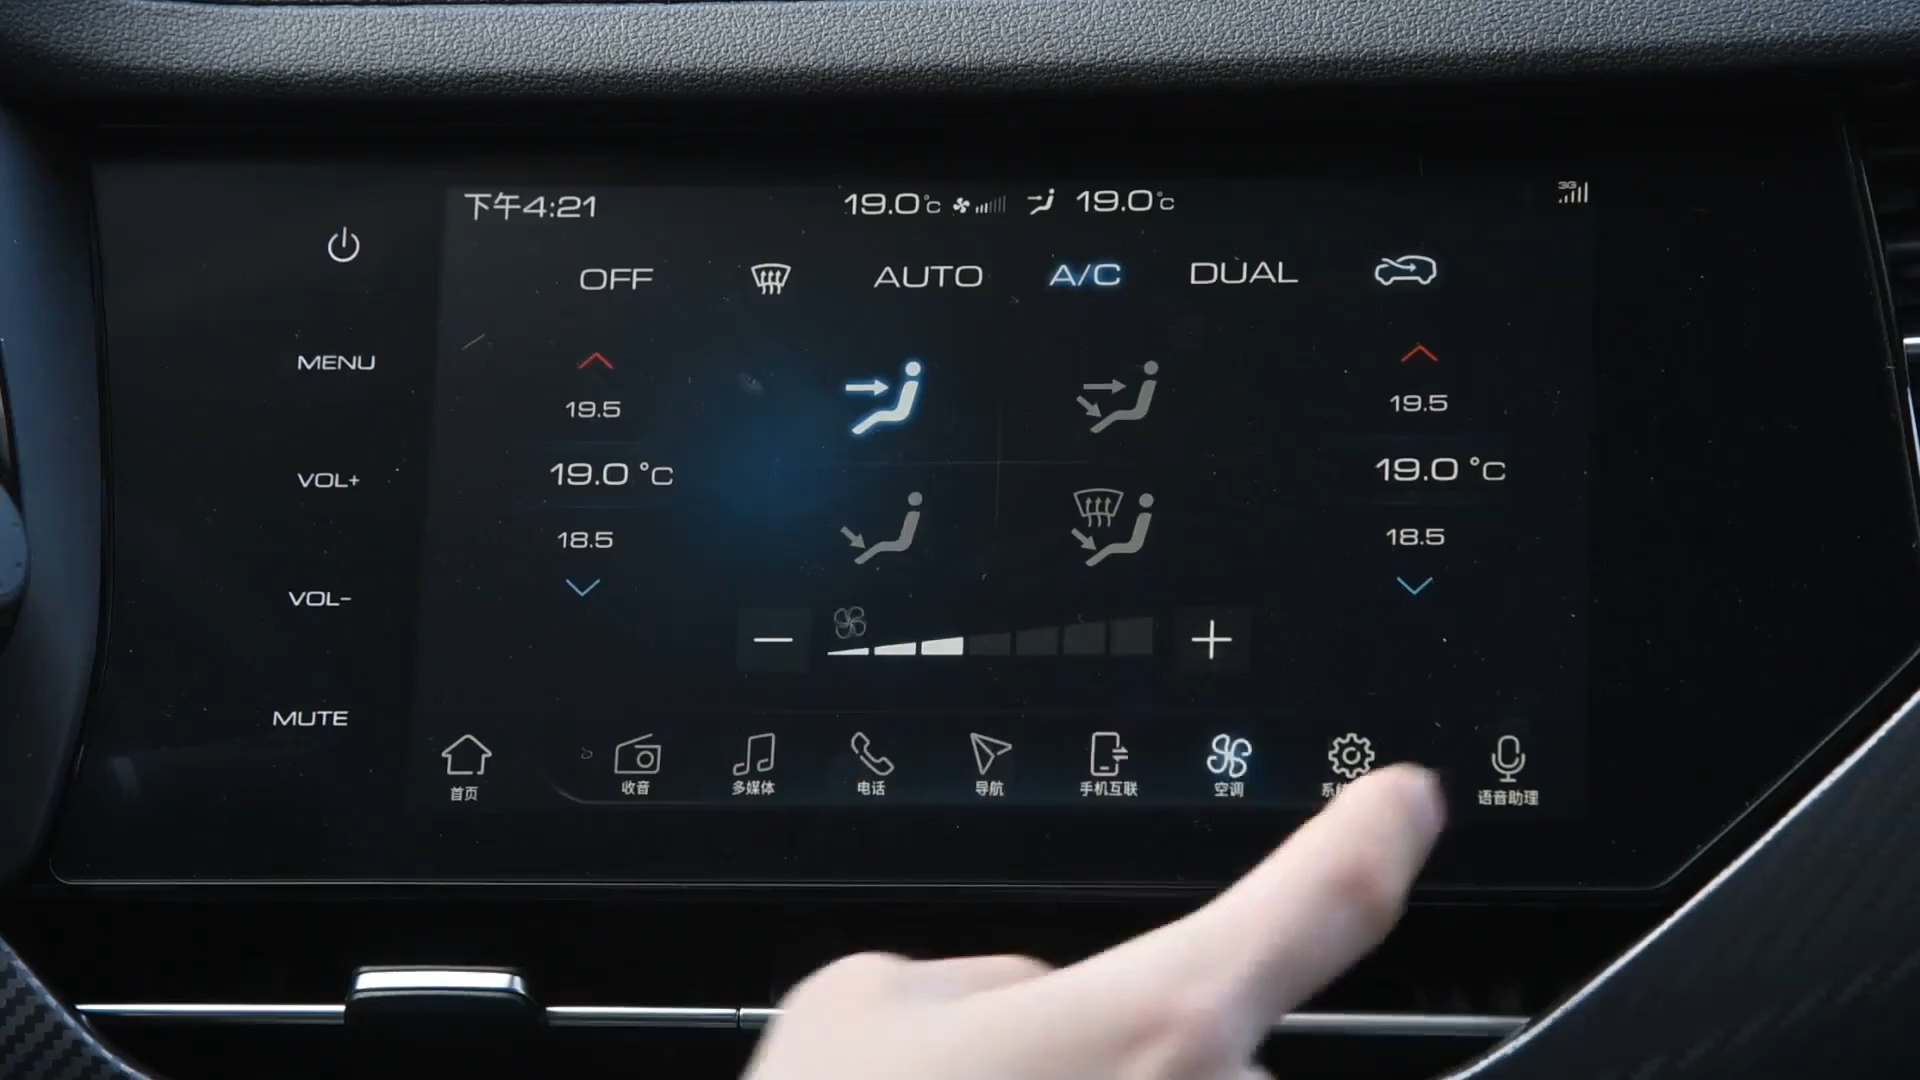 下午4:21
19.0℃
19.0℃
3G
OFF
AUTO
A/C
DUAL
MENU
VOL+
VOL-
MUTE
19.5
19.0 ℃
18.5
19.5
19.0 ℃
18.5
首页
收音
多媒体
电话
导航
手机互联
空调
语音助理